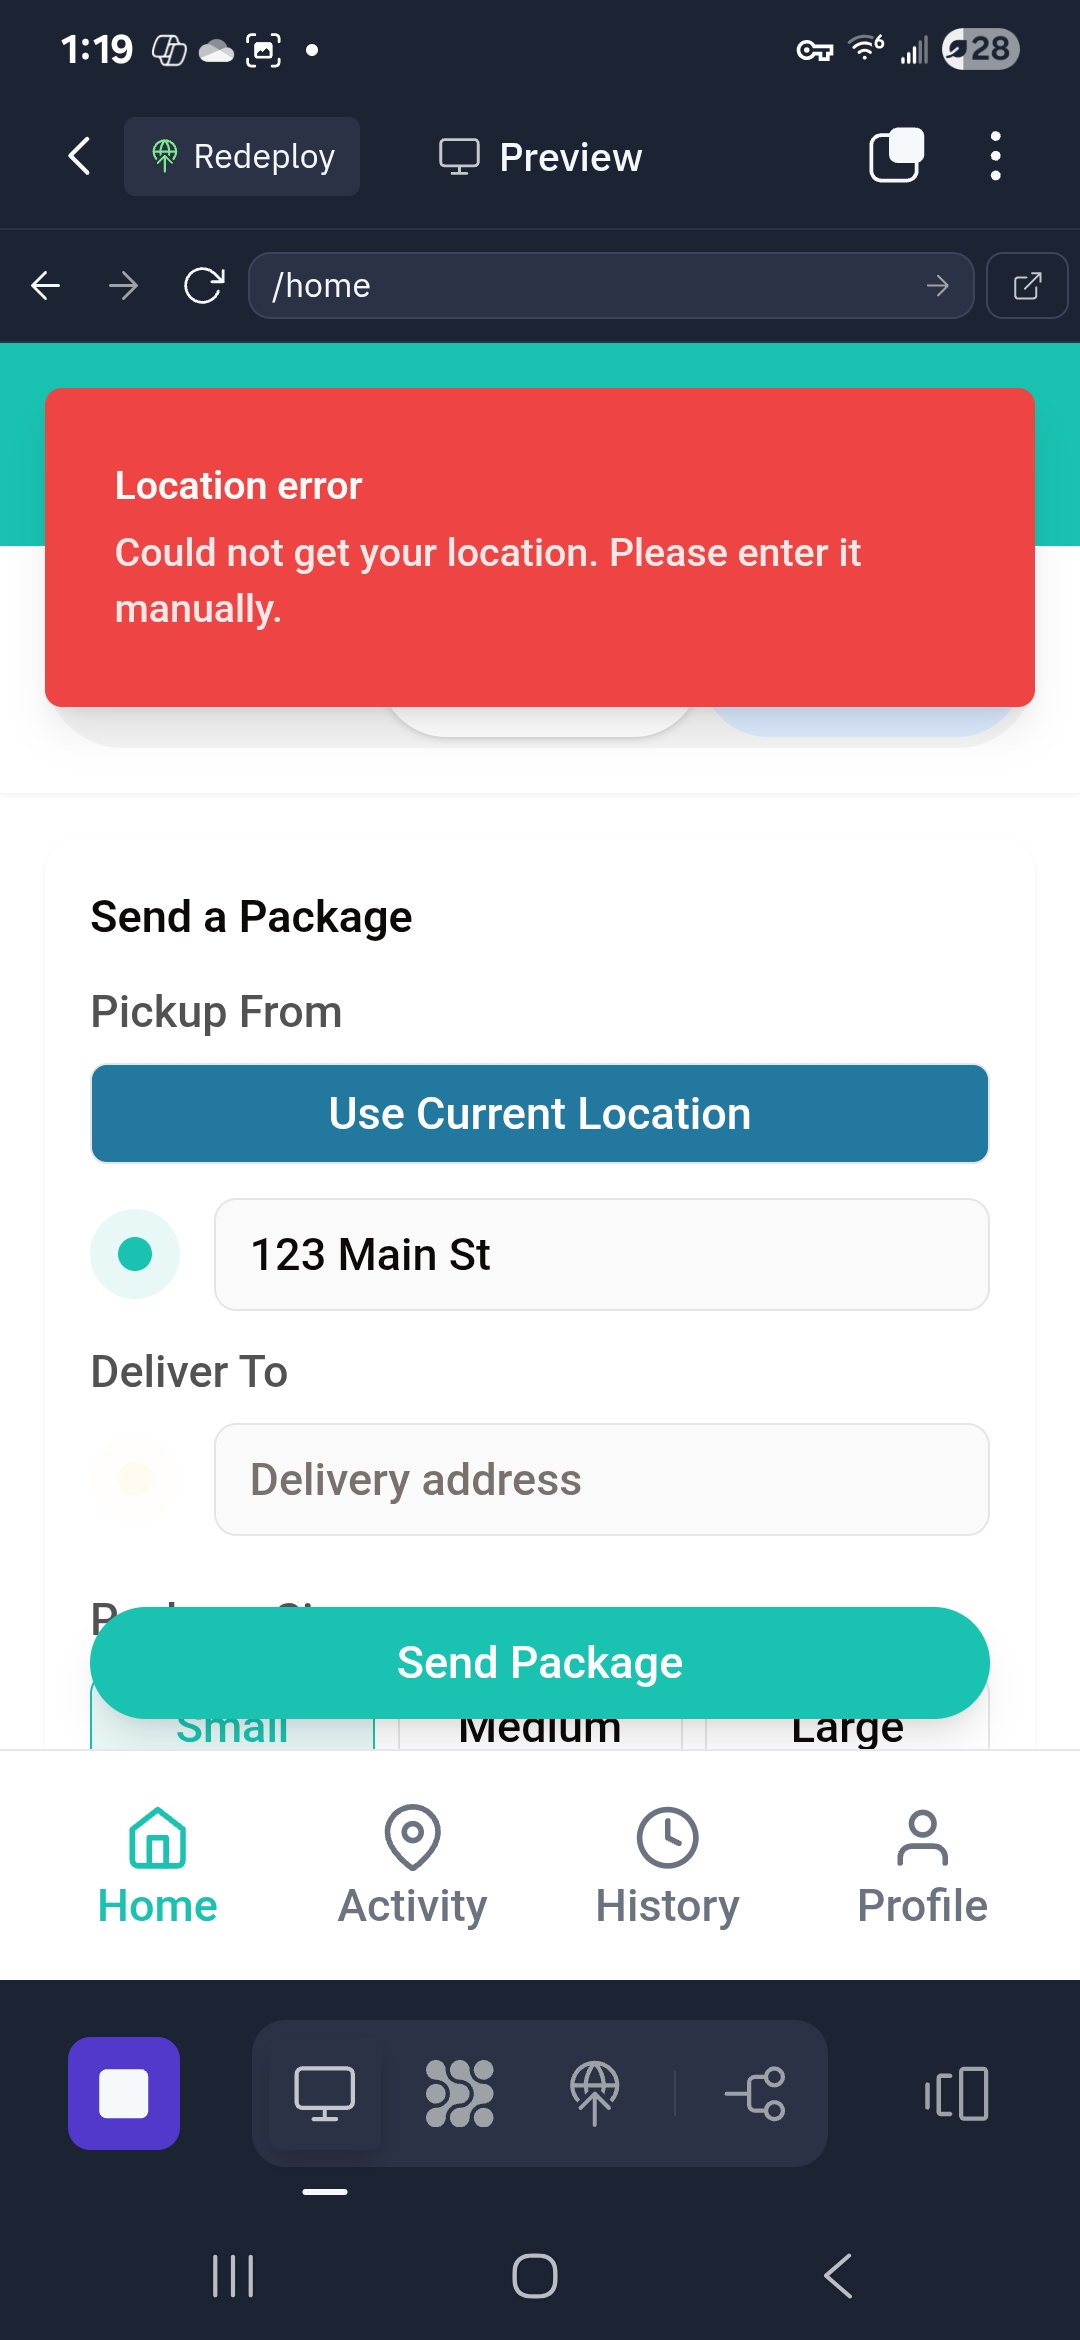 1:19
6
28
Redeploy
Preview
/home
Location error
Could not get your location. Please enter it
manually.
Send a Package
Pickup From
Use Current Location
123 Main St
Deliver To
Delivery address
Send Package
Small Medium Large
Home Activity History Profile